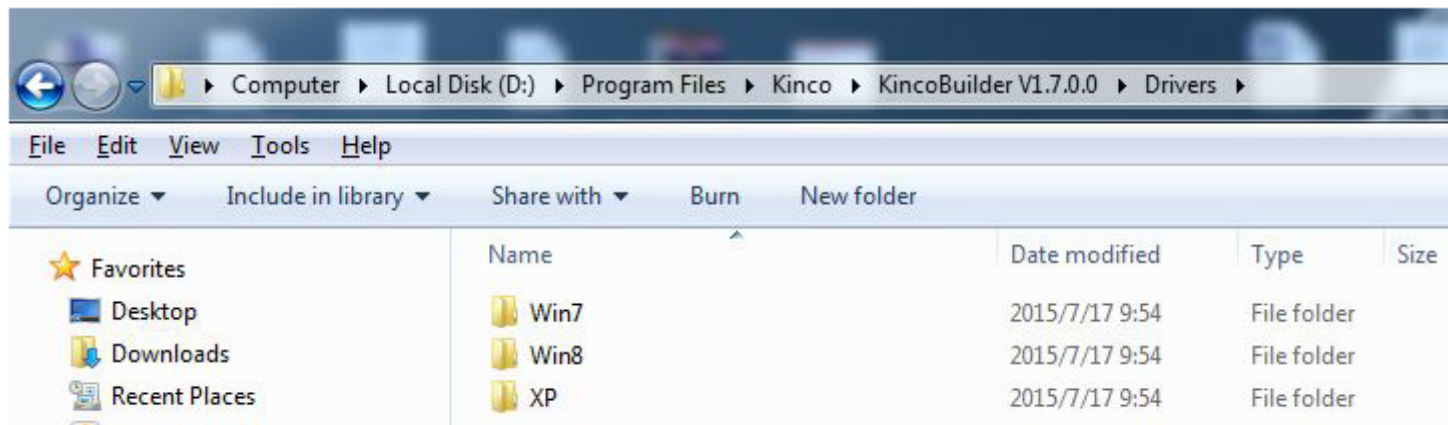 Computer Local Disk (D:) Program Files Kinco KincoBuilder V1.7.0.0 Drivers
File Edit View Tools Help
Organize Include in library Share with Burn New folder
Name Date modified Type Size
Favorites
Desktop
Downloads
Recent Places
Win7 2015/7/17 9:54 File folder
Win8 2015/7/17 9:54 File folder
XP 2015/7/17 9:54 File folder